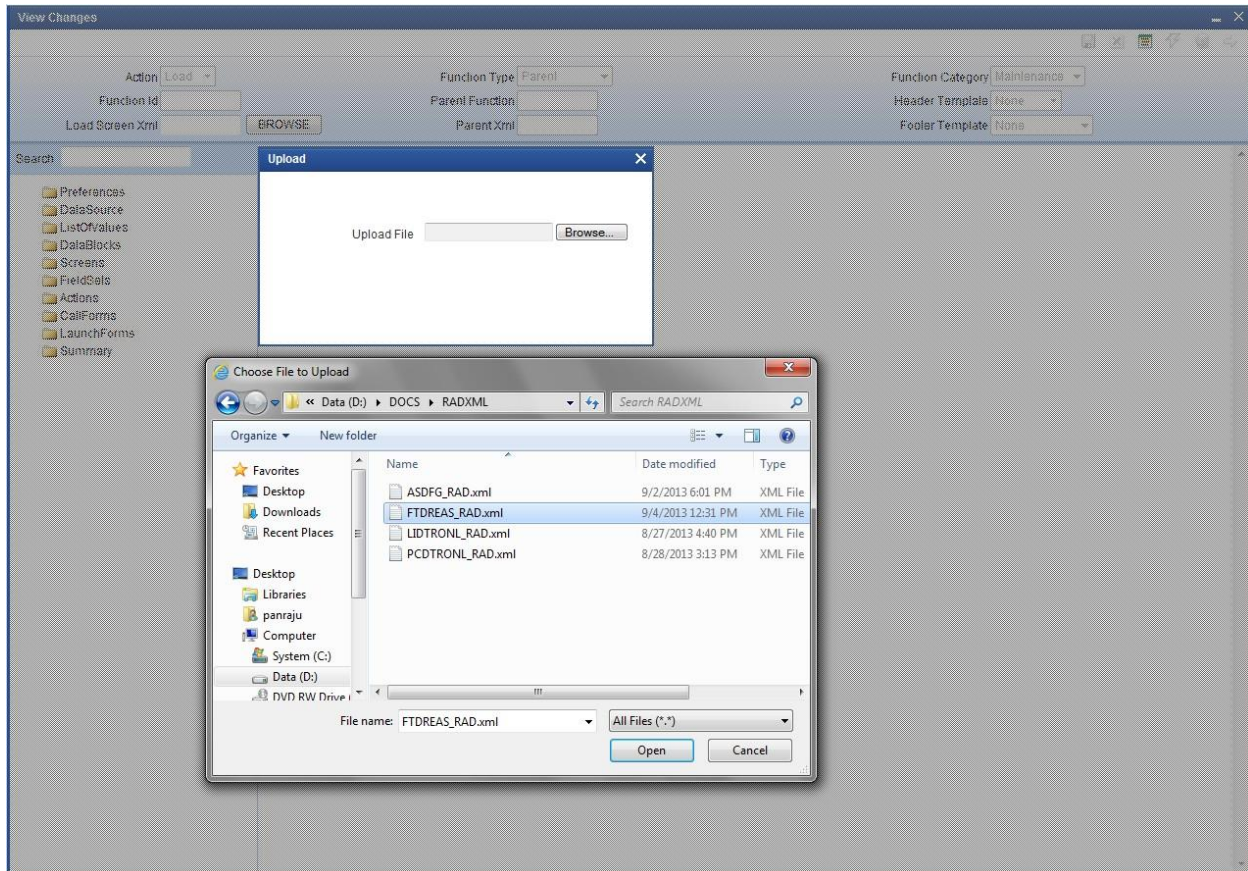 View Changes
Action Load
Function Type Parent
Function Category Maintenance
Function Id
Parent Function
Header Template None
Load Screen Xml
BROWSE
Parent Xml
Footer Template None
Search
Preferences
DataSource
ListOfValues
DataBlocks
Screens
FieldSets
Actions
CallForms
LaunchForms
Summary
Upload
Upload File
Browse...
Choose File to Upload
« Data (D:) ▸ DOCS ▸ RADXML
Search RADXML
Organize
New folder
Favorites
Desktop
Downloads
Recent Places
Desktop
Libraries
panraju
Computer
System (C:)
Data (D:)
DVD RW Drive
Name Date modified Type
ASDFG_RAD.xml 9/2/2013 6:01 PM XML File
FTDREAS_RAD.xml 9/4/2013 12:31 PM XML File
LIDTRONL_RAD.xml 8/27/2013 4:40 PM XML File
PCDTRONL_RAD.xml 8/28/2013 3:13 PM XML File
File name: FTDREAS_RAD.xml
All Files (*.*)
Open
Cancel